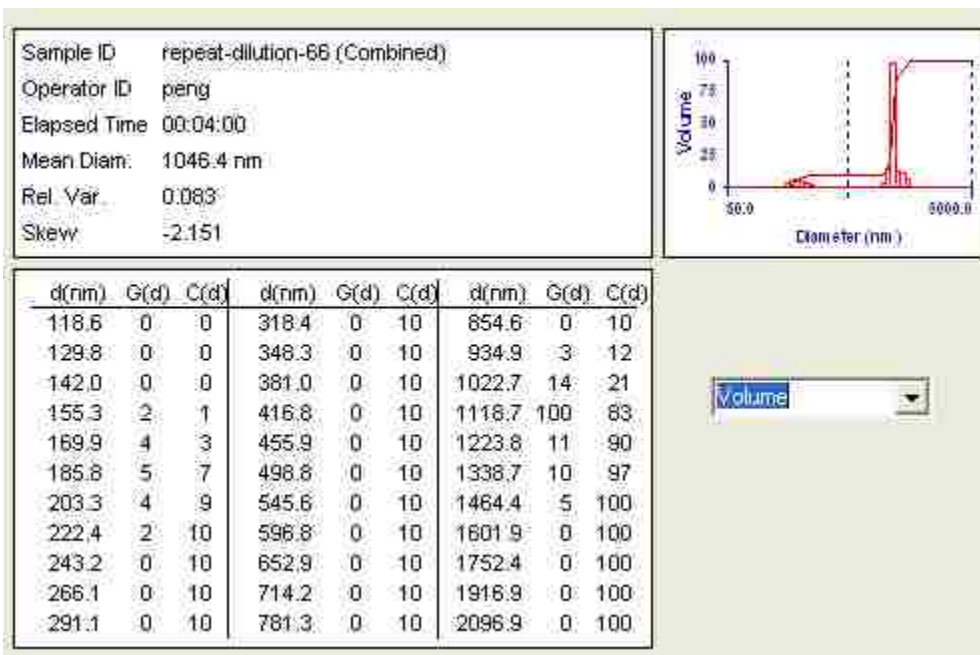 Sample ID repeat-dilution-66 (Combined)
Operator ID peng
Elapsed Time 00:04:00
Mean Diam. 1046.4 nm
Rel. Var. 0.083
Skew -2.151
100
75
50
25
0
Volume
50.0 5000.0
Diameter (nm)
d(nm) G(d) C(d) d(nm) G(d) C(d) d(nm) G(d) C(d)
118.6 0 0 318.4 0 10 854.6 0 10
129.8 0 0 348.3 0 10 934.9 3 12
142.0 0 0 381.0 0 10 1022.7 14 21
155.3 2 1 416.8 0 10 1118.7 100 83
169.9 4 3 455.9 0 10 1223.8 11 90
185.8 5 7 498.8 0 10 1338.7 10 97
203.3 4 9 545.6 0 10 1464.4 5 100
222.4 2 10 596.8 0 10 1601.9 0 100
243.2 0 10 652.9 0 10 1752.4 0 100
266.1 0 10 714.2 0 10 1916.9 0 100
291.1 0 10 781.3 0 10 2096.9 0 100
Volume